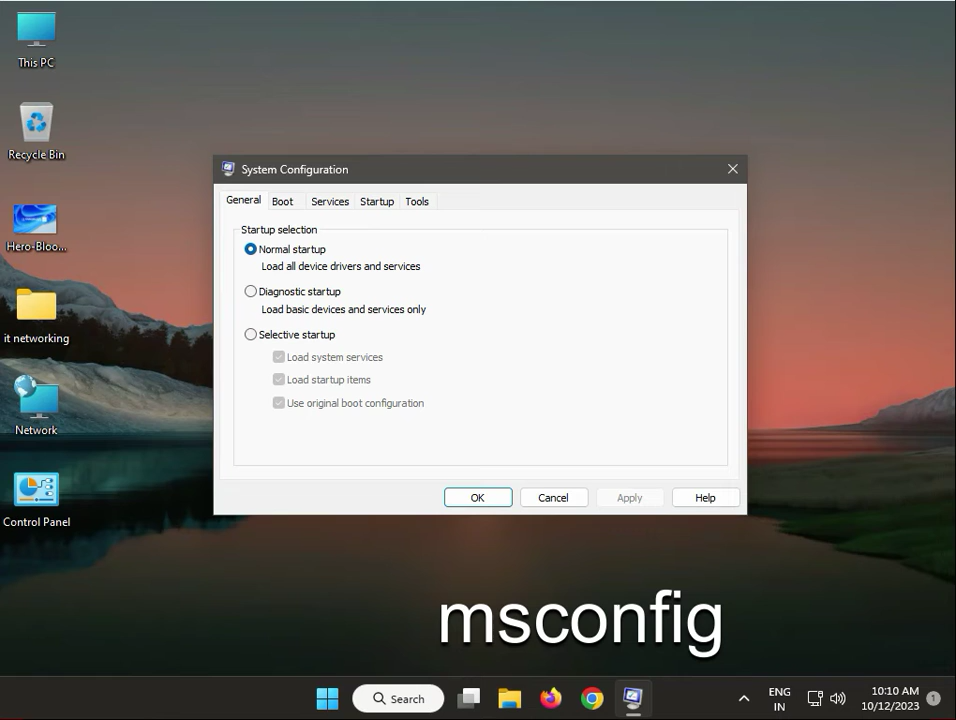 This PC
Recycle Bin
Hero-Bloo...
it networking
Network
Control Panel
System Configuration
General Boot Services Startup Tools
Startup selection
Normal startup
Load all device drivers and services
Diagnostic startup
Load basic devices and services only
Selective startup
Load system services
Load startup items
Use original boot configuration
OK Cancel Apply Help
msconfig
Search
ENG
IN
10:10 AM
10/12/2023
1